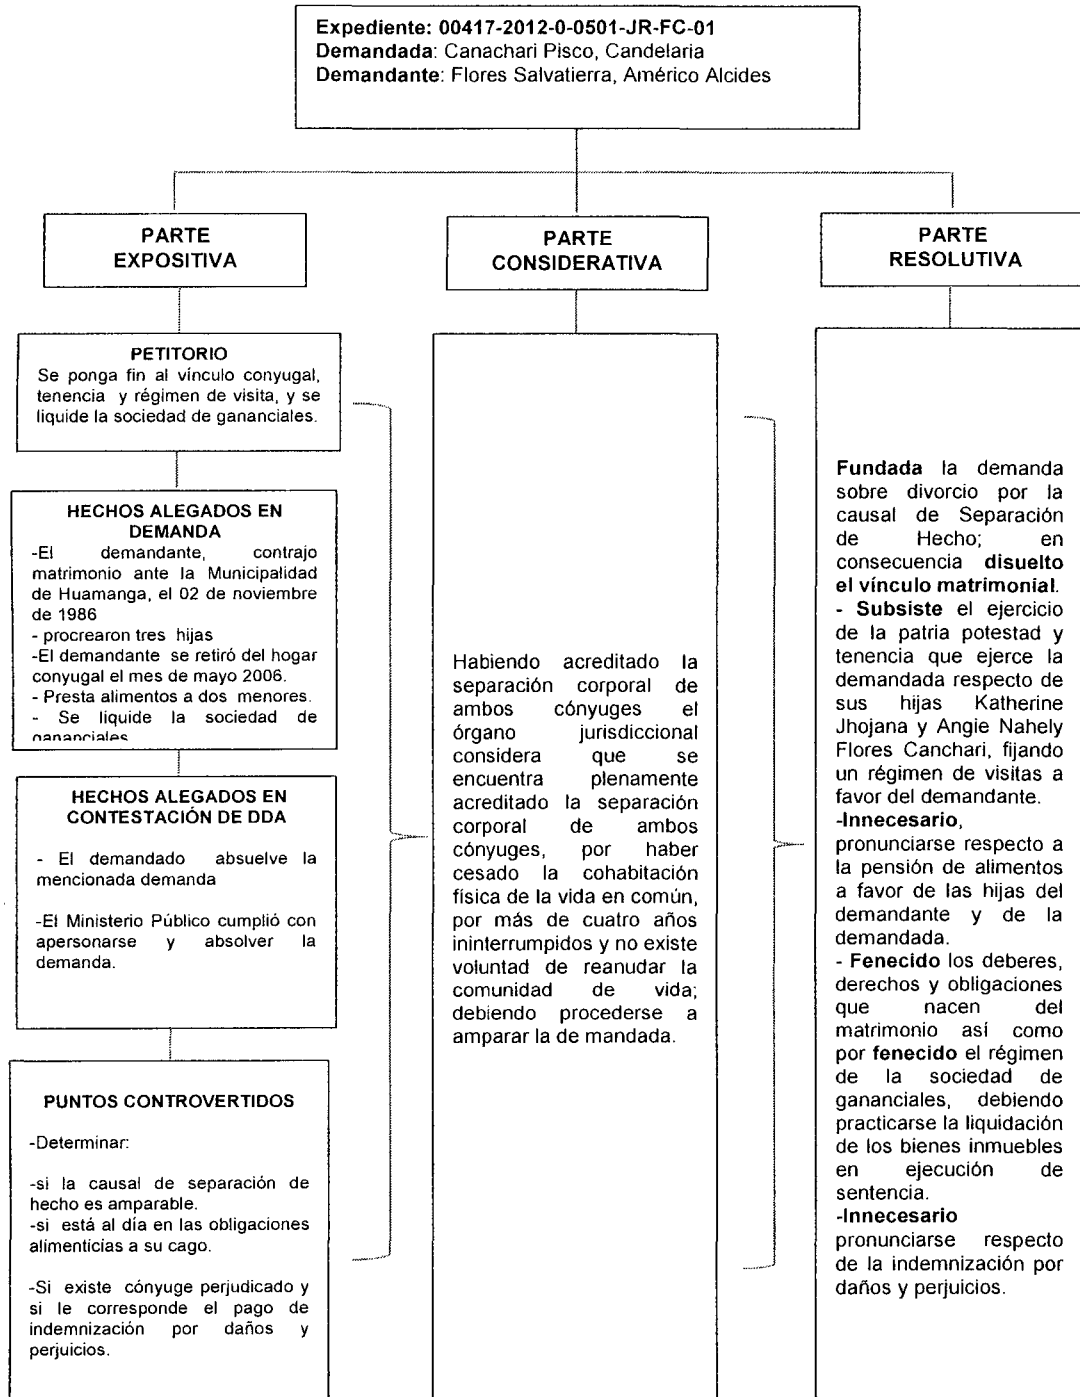 Expediente: 00417-2012-0-0501-JR-FC-01
Demandada: Canachari Pisco, Candelaria
Demandante: Flores Salvatierra, Américo Alcides
PARTE
EXPOSITIVA
PETITORIO
Se ponga fin al vínculo conyugal,
tenencia y régimen de visita, y se
liquide la sociedad de gananciales.
HECHOS ALEGADOS EN
DEMANDA
-El demandante, contrajo
matrimonio ante la Municipalidad
de Huamanga, el 02 de noviembre
de 1986
- procrearon tres hijas
-El demandante se retiró del hogar
conyugal el mes de mayo 2006.
- Presta alimentos a dos menores.
- Se liquide la sociedad de
gananciales
HECHOS ALEGADOS EN
CONTESTACIÓN DE DDA
- El demandado absuelve la
mencionada demanda
-El Ministerio Público cumplió con
apersonarse y absolver la
demanda.
PUNTOS CONTROVERTIDOS
-Determinar:
-si la causal de separación de
hecho es amparable.
-si está al día en las obligaciones
alimenticias a su cago.
-Si existe cónyuge perjudicado y
si le corresponde el pago de
indemnización por daños y
perjuicios.
PARTE
CONSIDERATIVA
Habiendo acreditado la
separación corporal de
ambos cónyuges el
órgano jurisdiccional
considera que se
encuentra plenamente
acreditado la separación
corporal de ambos
cónyuges, por haber
cesado la cohabitación
física de la vida en común,
por más de cuatro años
ininterrumpidos y no existe
voluntad de reanudar la
comunidad de vida;
debiendo procederse a
amparar la de mandada.
PARTE
RESOLUTIVA
Fundada la demanda
sobre divorcio por la
causal de Separación
de Hecho; en
consecuencia disuelto
el vínculo matrimonial.
- Subsiste el ejercicio
de la patria potestad y
tenencia que ejerce la
demandada respecto de
sus hijas Katherine
Jhojana y Angie Nahely
Flores Canchari, fijando
un régimen de visitas a
favor del demandante.
-Innecesario,
pronunciarse respecto a
la pensión de alimentos
a favor de las hijas del
demandante y de la
demandada.
- Fenecido los deberes,
derechos y obligaciones
que nacen del
matrimonio así como
por fenecido el régimen
de la sociedad de
gananciales, debiendo
practicarse la liquidación
de los bienes inmuebles
en ejecución de
sentencia.
-Innecesario
pronunciarse respecto
de la indemnización por
daños y perjuicios.